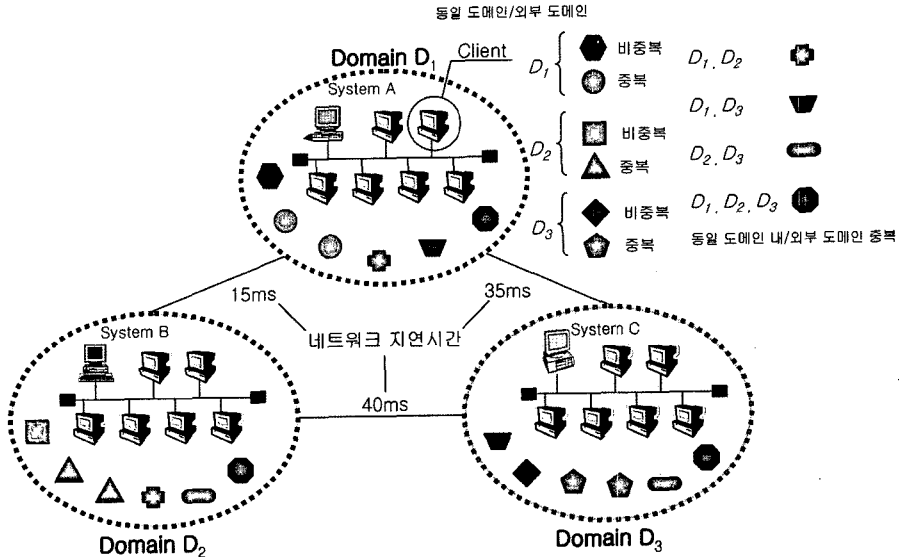 동일 도메인/외부 도메인
Domain D1
Client
System A
D1
비중복
중복
D1, D2
D1, D3
D2
비중복
중복
D2, D3
D3
비중복
중복
D1, D2, D3
동일 도메인 내/외부 도메인 중복
15ms
35ms
네트워크 지연시간
40ms
System B
System C
Domain D2
Domain D3